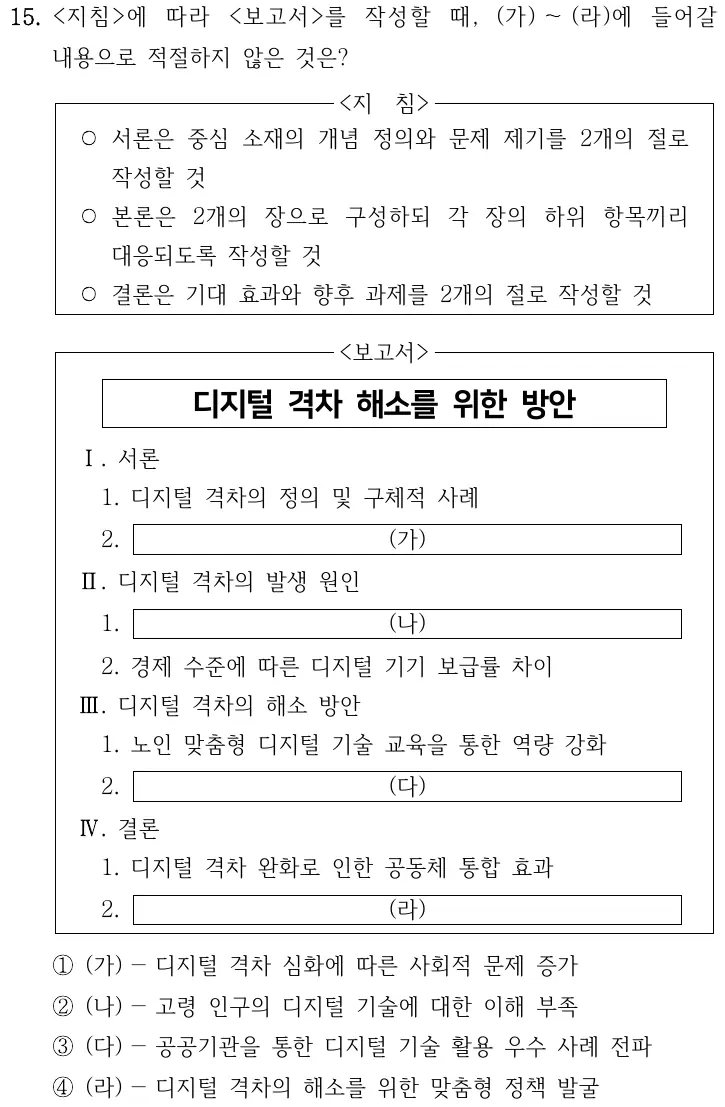 15. <지침>에 따라 <보고서>를 작성할 때, (가) ~ (라)에 들어갈
내용으로 적절하지 않은 것은?
<지 침>
○ 서론은 중심 소재의 개념 정의와 문제 제기를 2개의 절로
작성할 것
○ 본론은 2개의 장으로 구성하되 각 장의 하위 항목끼리
대응되도록 작성할 것
○ 결론은 기대 효과와 향후 과제를 2개의 절로 작성할 것
<보고서>
디지털 격차 해소를 위한 방안
Ⅰ. 서론
1. 디지털 격차의 정의 및 구체적 사례
2. (가)
Ⅱ. 디지털 격차의 발생 원인
1. (나)
2. 경제 수준에 따른 디지털 기기 보급률 차이
Ⅲ. 디지털 격차의 해소 방안
1. 노인 맞춤형 디지털 기술 교육을 통한 역량 강화
2. (다)
Ⅳ. 결론
1. 디지털 격차 완화로 인한 공동체 통합 효과
2. (라)
① (가) - 디지털 격차 심화에 따른 사회적 문제 증가
② (나) - 고령 인구의 디지털 기술에 대한 이해 부족
③ (다) - 공공기관을 통한 디지털 기술 활용 우수 사례 전파
④ (라) - 디지털 격차의 해소를 위한 맞춤형 정책 발굴